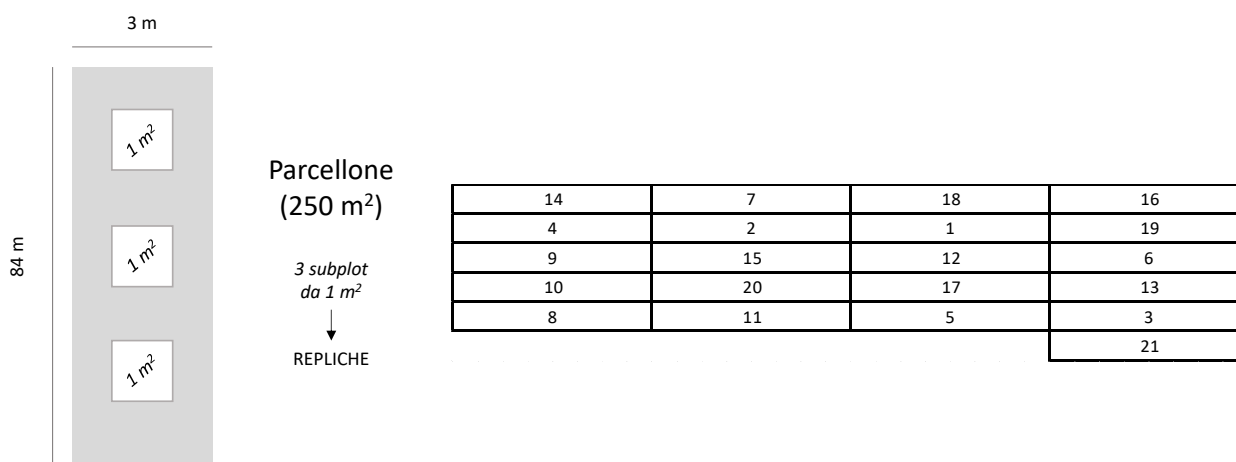 3 m
84 m
1 m²
1 m²
1 m²
Parcellone
(250 m²)
3 subplot
da 1 m²
REPLICHE
14 7 18 16
4 2 1 19
9 15 12 6
10 20 17 13
8 11 5 3
21